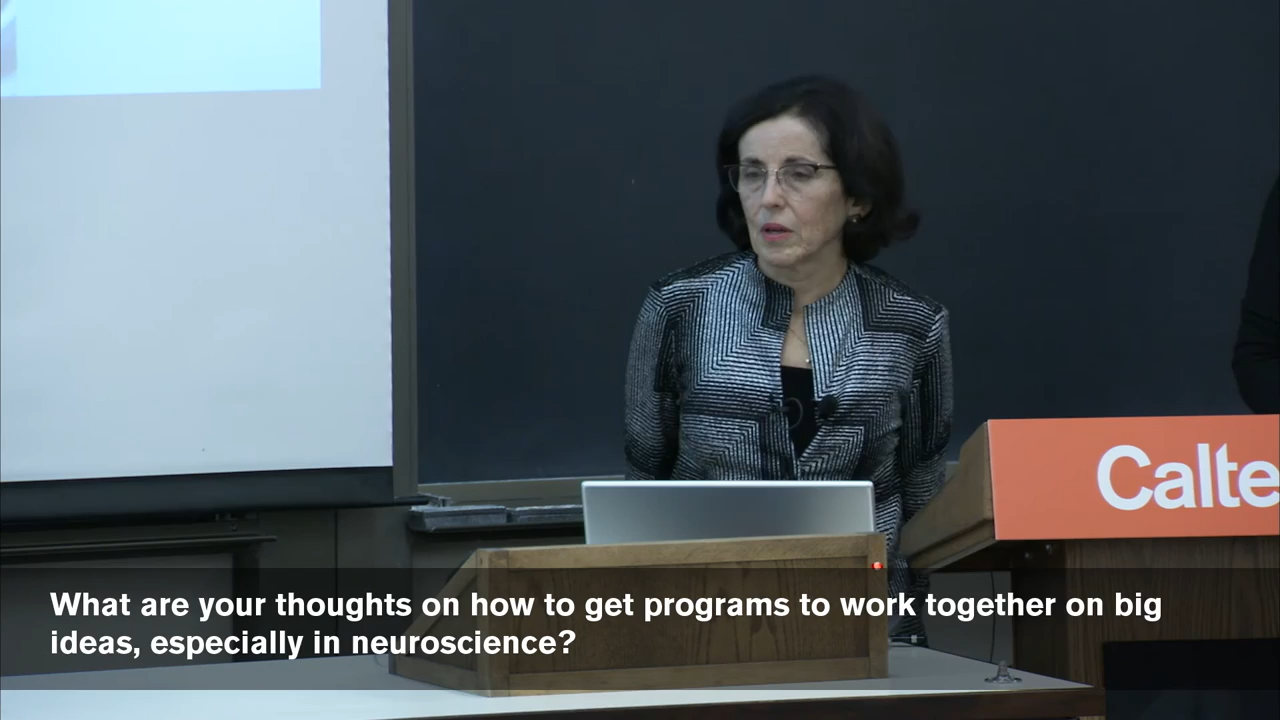 Calte
What are your thoughts on how to get programs to work together on big
ideas, especially in neuroscience?